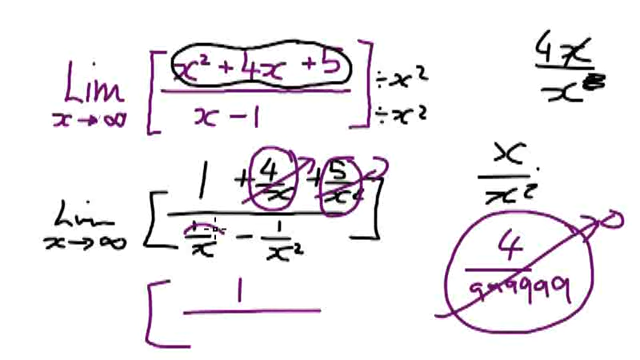 Lim x→∞ [ (x² + 4x + 5) / (x − 1) ] ÷x² ÷x²
4x / x²
Lim x→∞ [ (1 + 4/x + 5/x²) / (1/x − 1/x²) ]
x / x²
4 / 999999 → 0
[ 1